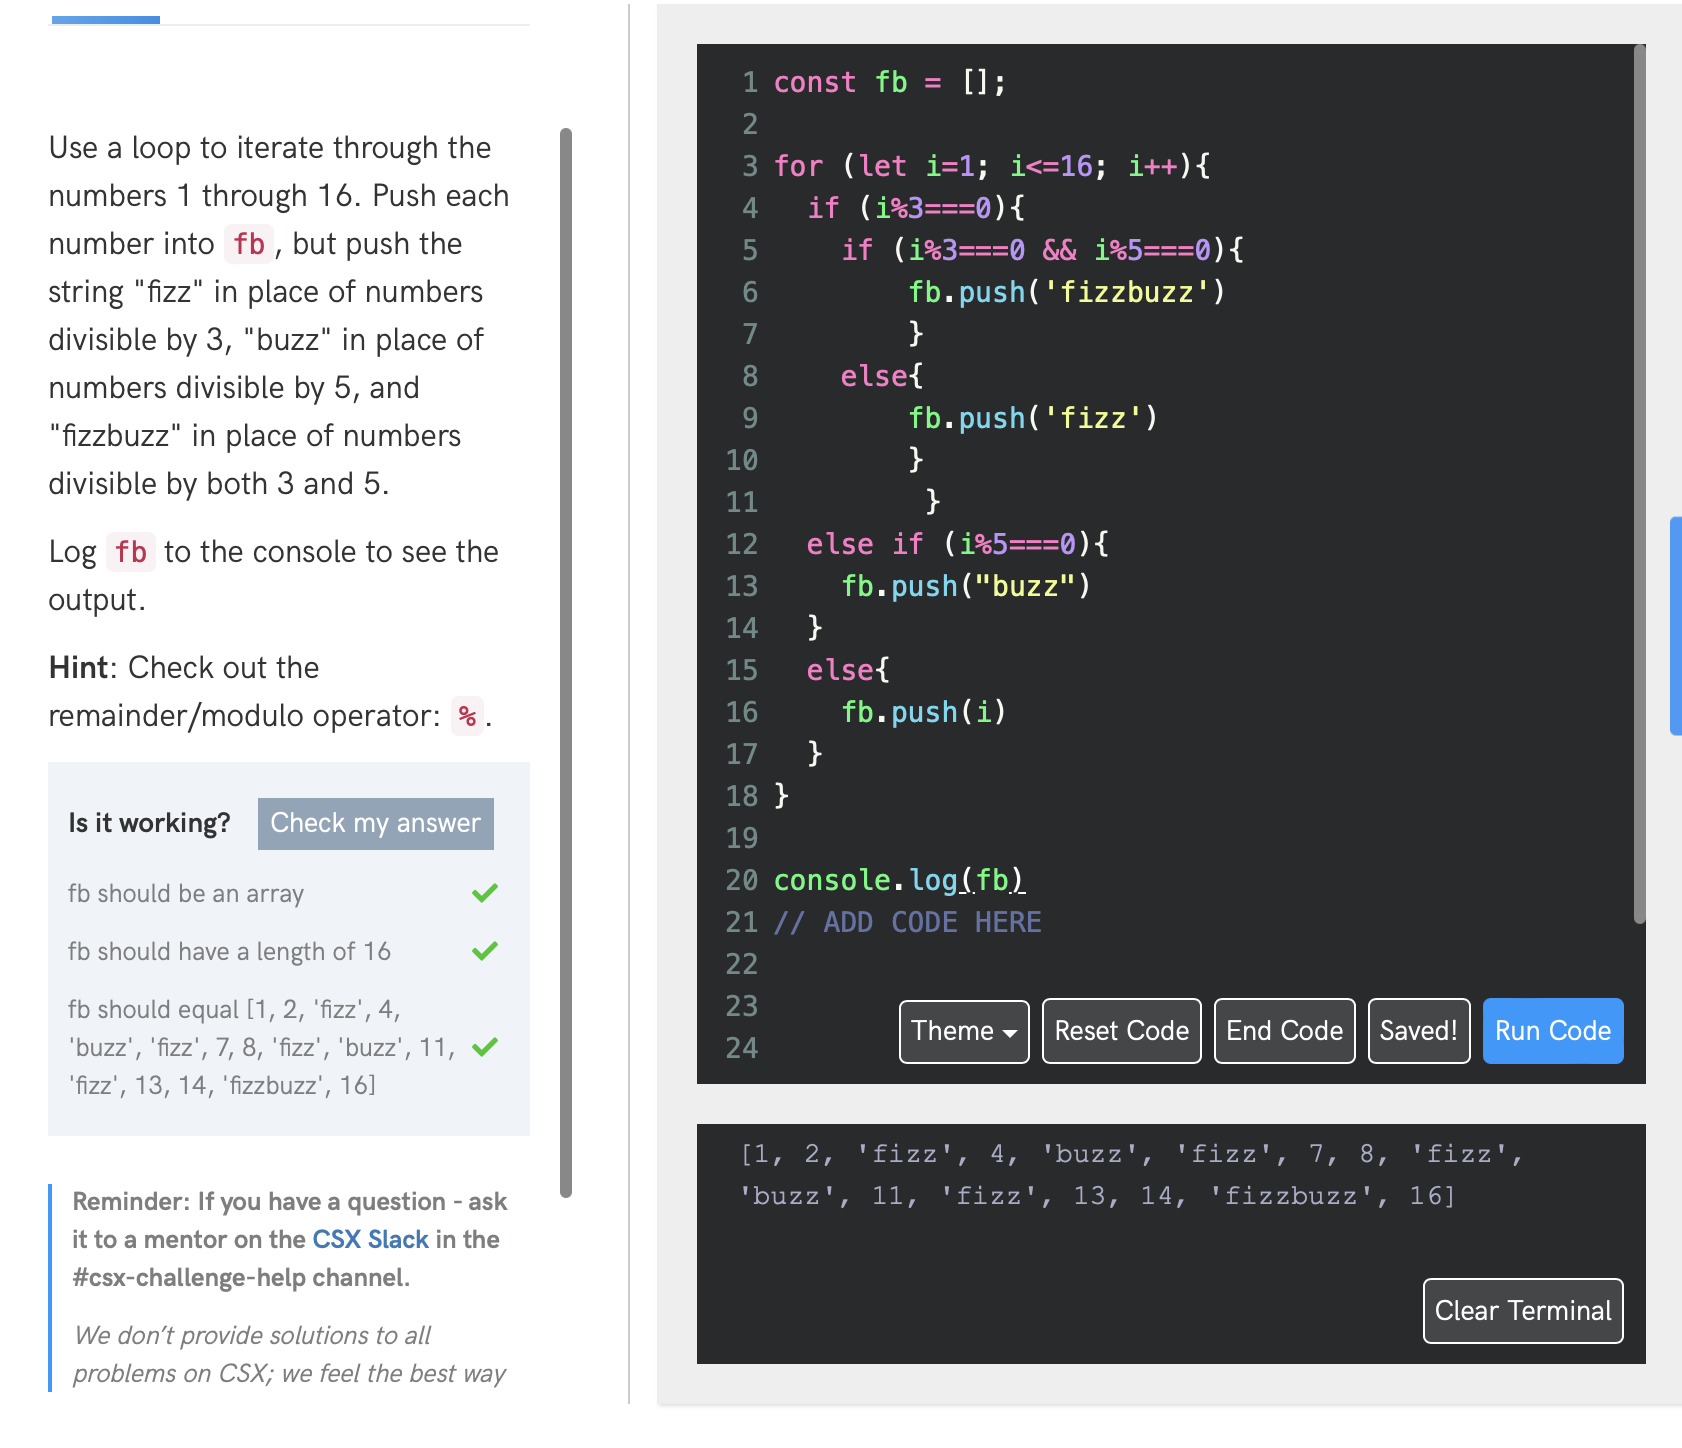 Use a loop to iterate through the
numbers 1 through 16. Push each
number into fb, but push the
string "fizz" in place of numbers
divisible by 3, "buzz" in place of
numbers divisible by 5, and
"fizzbuzz" in place of numbers
divisible by both 3 and 5.
Log fb to the console to see the
output.
Hint: Check out the
remainder/modulo operator: %.
Is it working? Check my answer
fb should be an array
fb should have a length of 16
fb should equal [1, 2, 'fizz', 4,
'buzz', 'fizz', 7, 8, 'fizz', 'buzz', 11,
'fizz', 13, 14, 'fizzbuzz', 16]
Reminder: If you have a question - ask
it to a mentor on the CSX Slack in the
#csx-challenge-help channel.
We don't provide solutions to all
problems on CSX; we feel the best way
1 const fb = [];
2
3 for (let i=1; i<=16; i++){
4   if (i%3===0){
5     if (i%3===0 && i%5===0){
6         fb.push('fizzbuzz')
7         }
8     else{
9         fb.push('fizz')
10         }
11          }
12   else if (i%5===0){
13     fb.push("buzz")
14   }
15   else{
16     fb.push(i)
17   }
18 }
19
20 console.log(fb)
21 // ADD CODE HERE
22
23
24
Theme Reset Code End Code Saved! Run Code
[1, 2, 'fizz', 4, 'buzz', 'fizz', 7, 8, 'fizz',
'buzz', 11, 'fizz', 13, 14, 'fizzbuzz', 16]
Clear Terminal